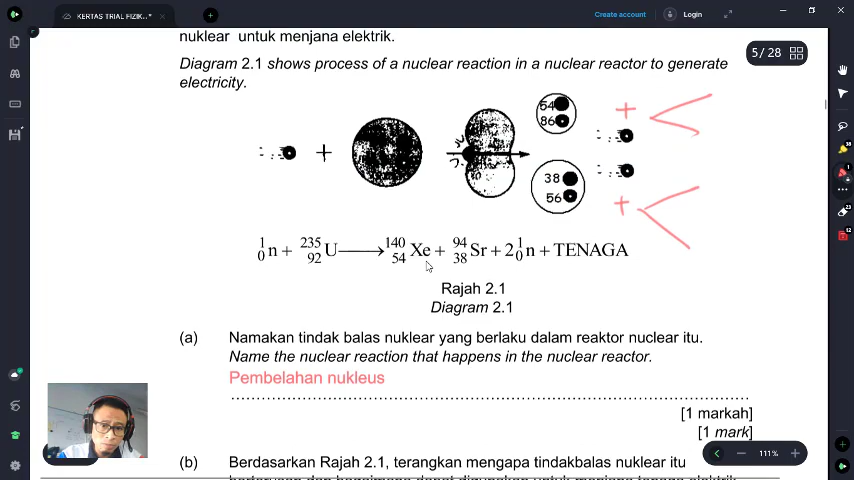 KERTAS TRIAL FIZIK...*
Create account
Login
nuklear untuk menjana elektrik.
5 / 28
Diagram 2.1 shows process of a nuclear reaction in a nuclear reactor to generate
electricity.
+
54
86
+
38
56
+
1 0 n + 235 92 U ⟶ 140 54 Xe + 94 38 Sr + 2 1 0 n + TENAGA
Rajah 2.1
Diagram 2.1
(a) Namakan tindak balas nuklear yang berlaku dalam reaktor nuclear itu.
Name the nuclear reaction that happens in the nuclear reactor.
Pembelahan nukleus
[1 markah]
[1 mark]
111%
(b) Berdasarkan Rajah 2.1, terangkan mengapa tindakbalas nuklear itu